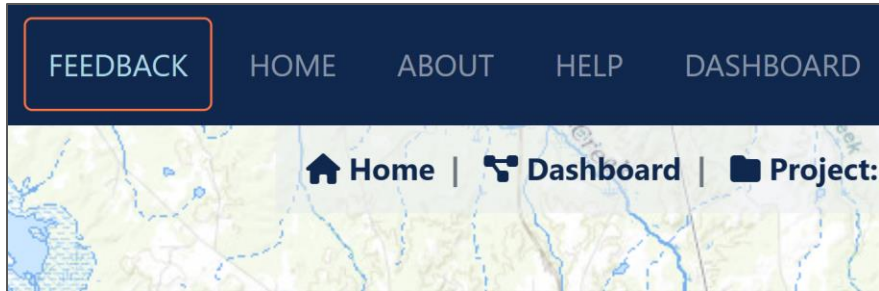 FEEDBACK HOME ABOUT HELP DASHBOARD
Home | Dashboard | Project: